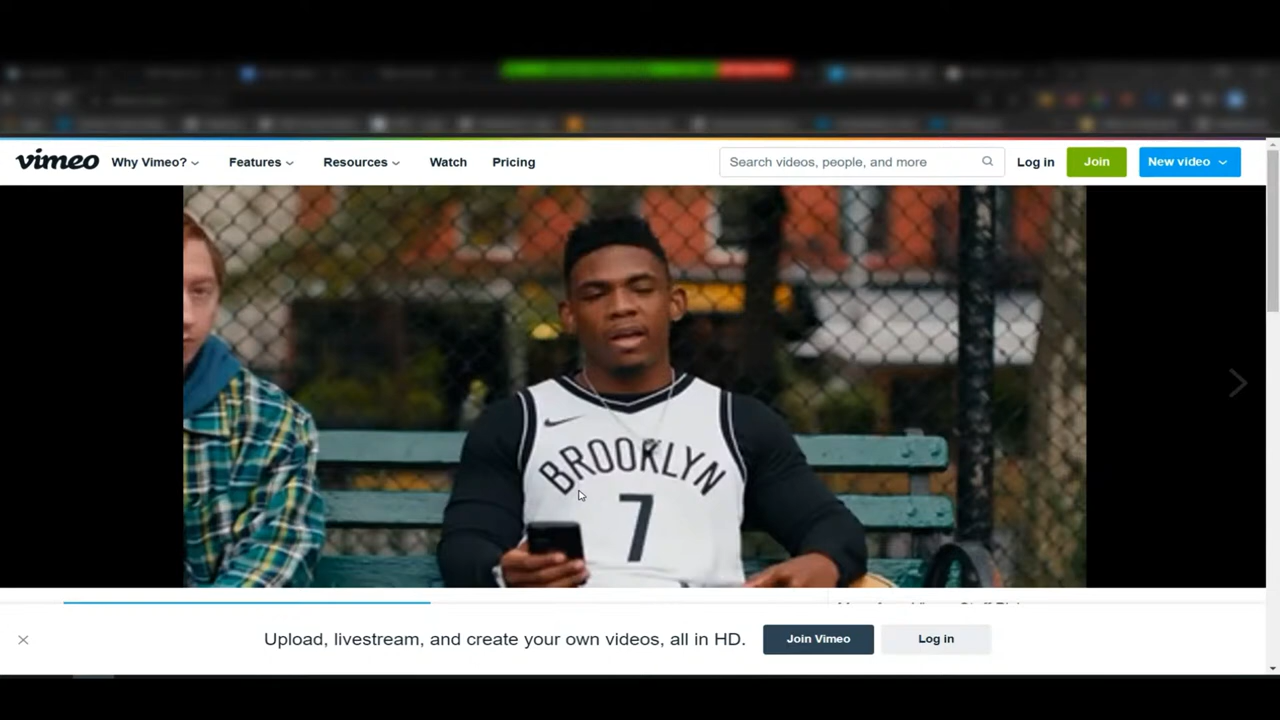 vimeo Why Vimeo? Features Resources Watch Pricing Search videos, people, and more Log in Join New video
BROOKLYN
7
Upload, livestream, and create your own videos, all in HD. Join Vimeo Log in